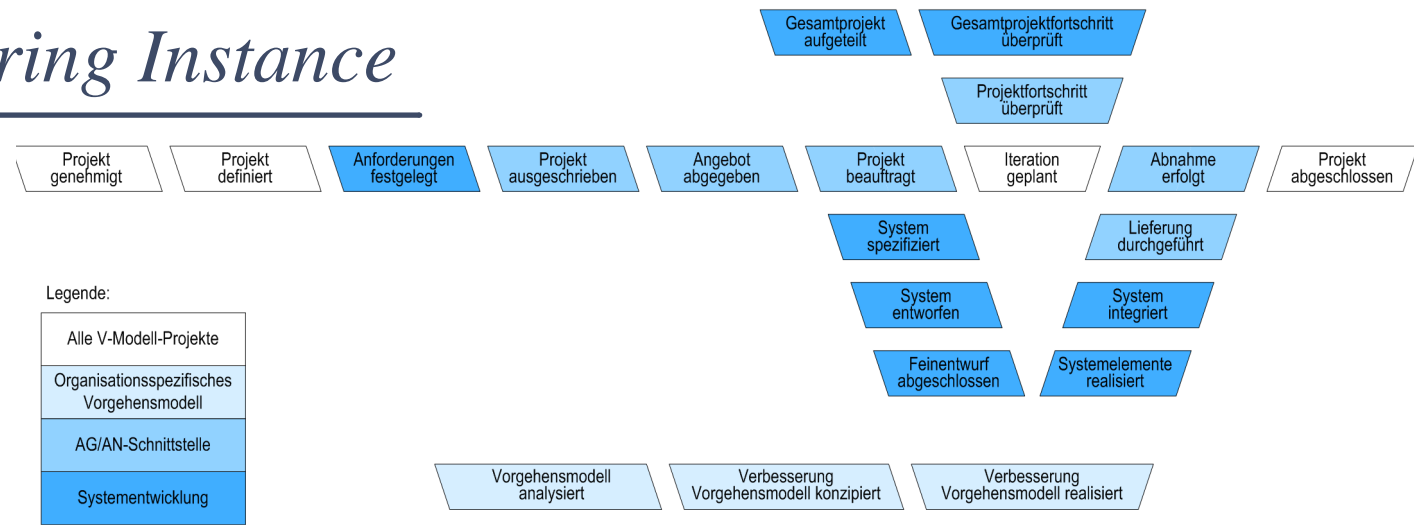 Gesamtprojekt
aufgeteilt
Gesamtprojektfortschritt
überprüft
ring Instance
Projektfortschritt
überprüft
Projekt
genehmigt
Projekt
definiert
Anforderungen
festgelegt
Projekt
ausgeschrieben
Angebot
abgegeben
Projekt
beauftragt
Iteration
geplant
Abnahme
erfolgt
Projekt
abgeschlossen
System
spezifiziert
Lieferung
durchgeführt
System
entworfen
System
integriert
Feinentwurf
abgeschlossen
Systemelemente
realisiert
Legende:
Alle V-Modell-Projekte
Organisationsspezifisches
Vorgehensmodell
AG/AN-Schnittstelle
Systementwicklung
Vorgehensmodell
analysiert
Verbesserung
Vorgehensmodell konzipiert
Verbesserung
Vorgehensmodell realisiert